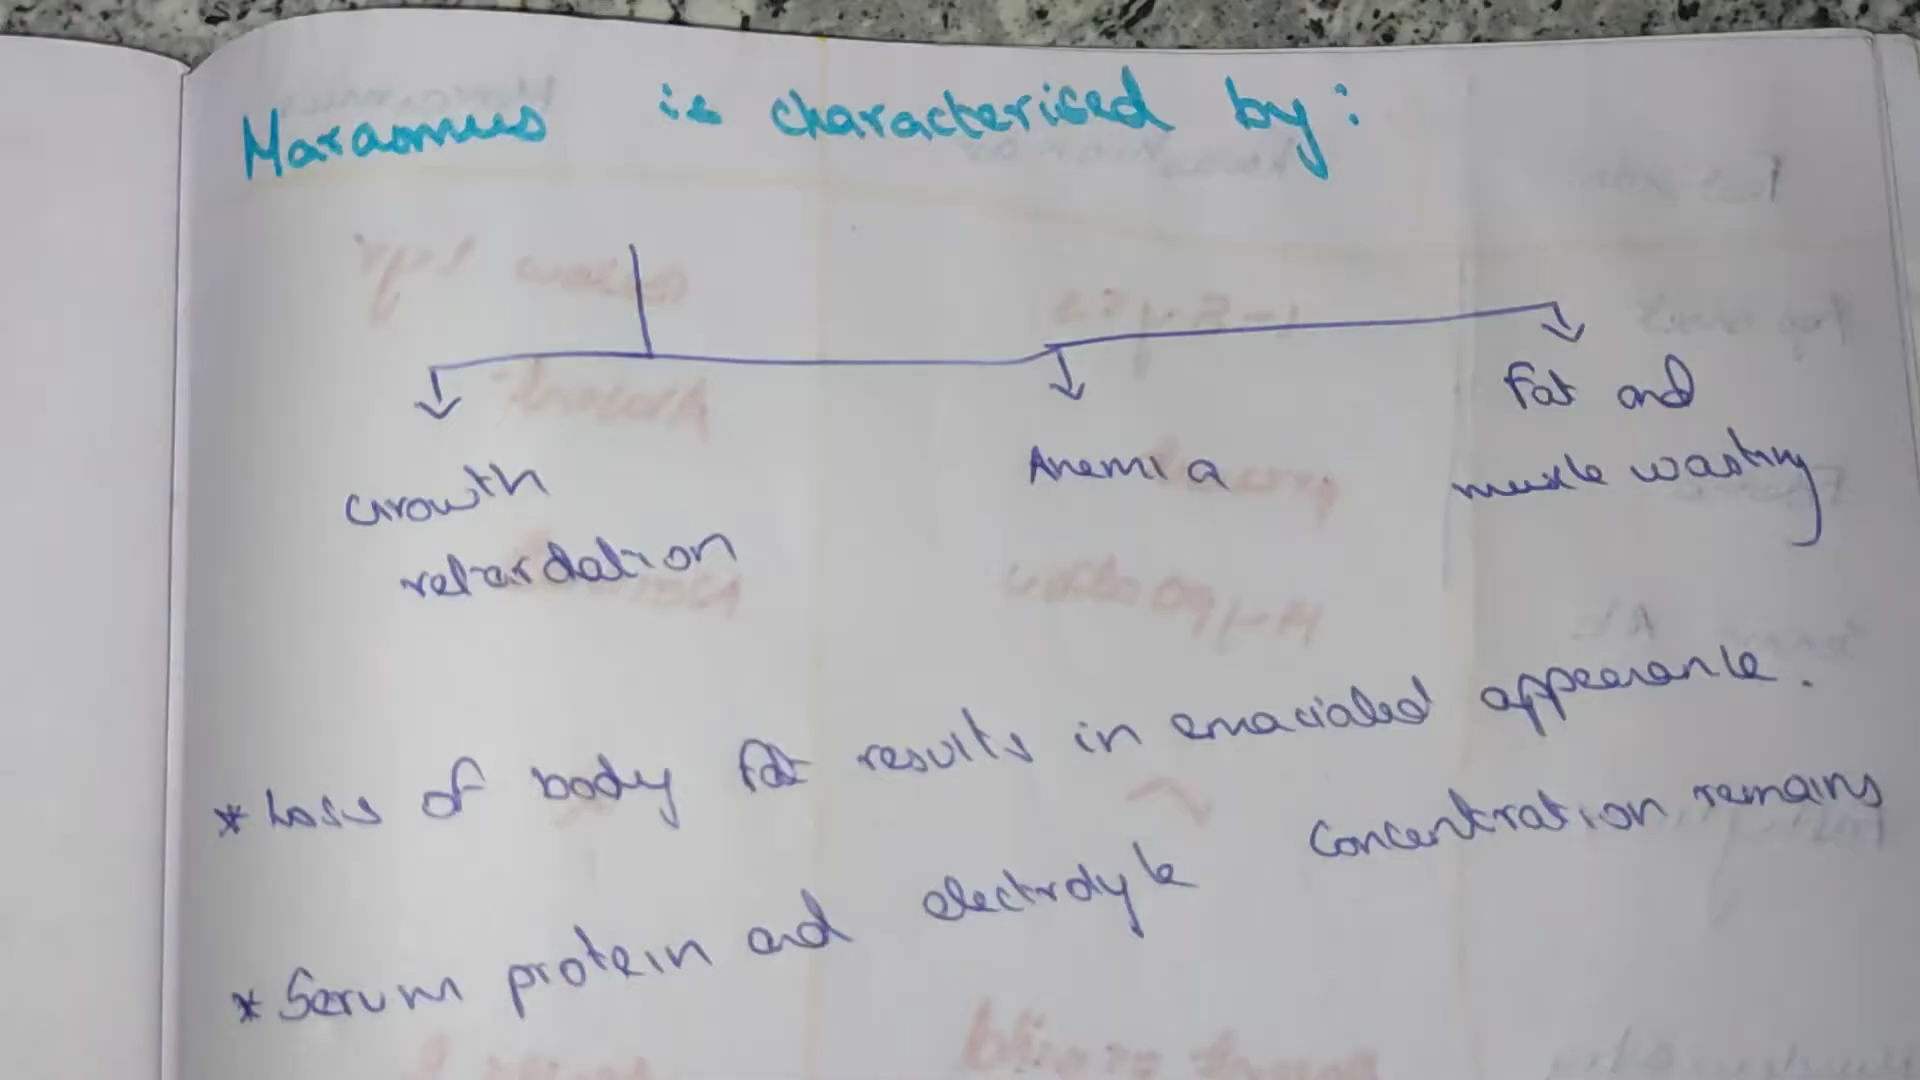 Marasmus is characterised by:
Growth
retardation
Anemia
Fat and
muscle wasting
* Loss of body fat results in emaciated appearance.
* Serum protein and electrolyte concentration remains